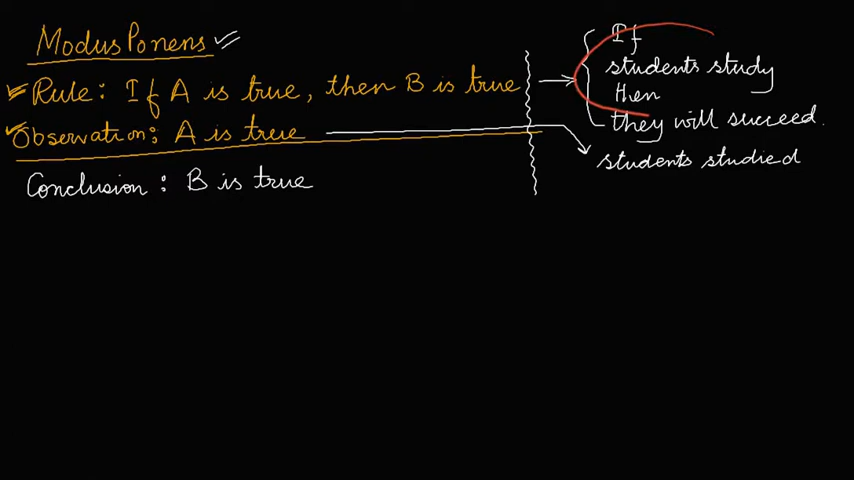 Modus Ponens
Rule: If A is true, then B is true
Observation: A is true
Conclusion: B is true
If
students study
then
they will succeed.
students studied